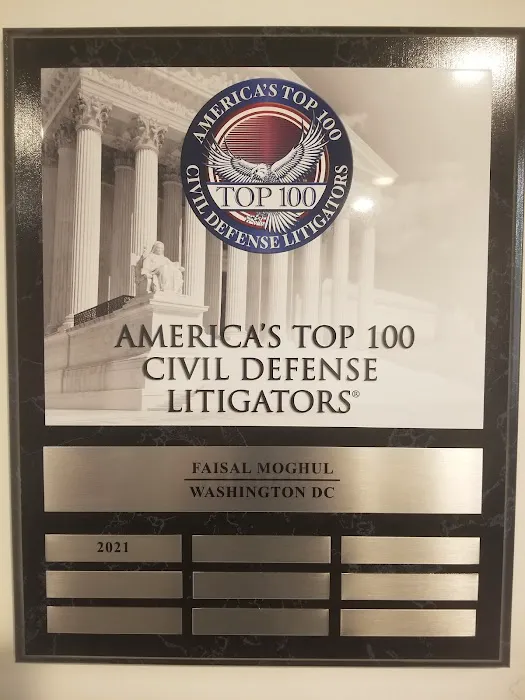 AMERICA'S TOP 100
TOP 100
CIVIL DEFENSE LITIGATORS
AMERICA'S TOP 100
CIVIL DEFENSE
LITIGATORS®
FAISAL MOGHUL
WASHINGTON DC
2021